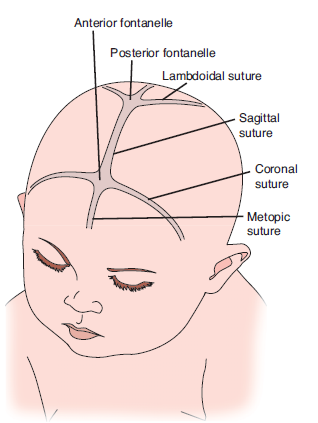 Anterior fontanelle
Posterior fontanelle
Lambdoidal suture
Sagittal
suture
Coronal
suture
Metopic
suture